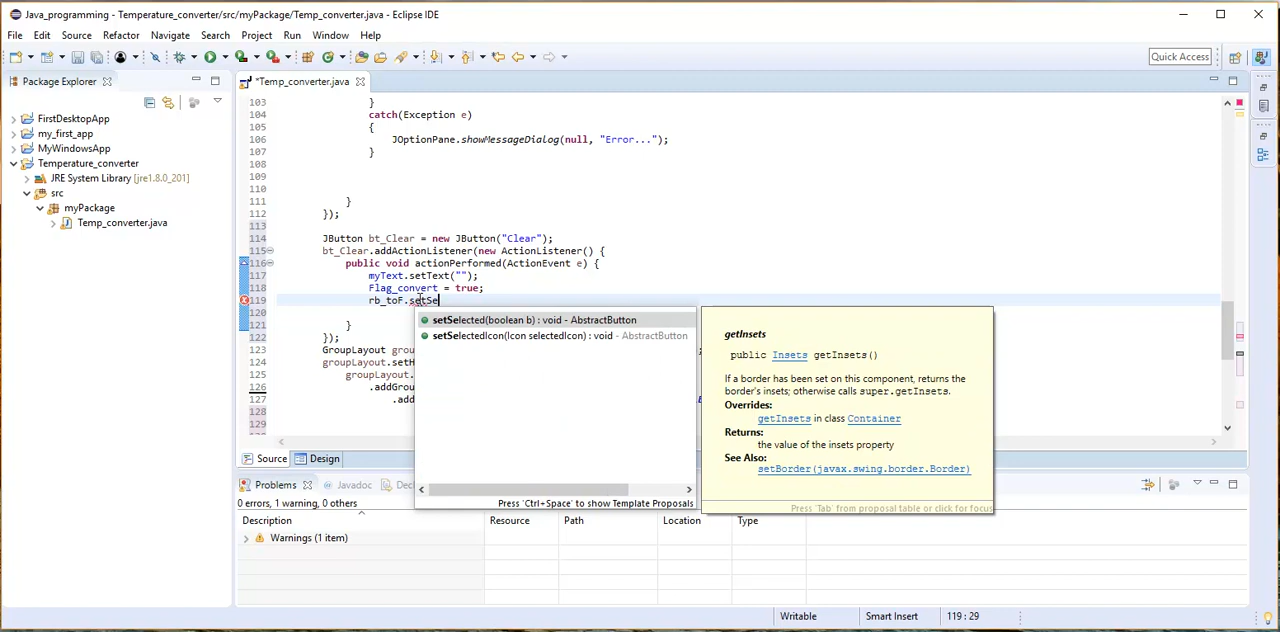 Java_programming - Temperature_converter/src/myPackage/Temp_converter.java - Eclipse IDE
File Edit Source Refactor Navigate Search Project Run Window Help
Quick Access
Package Explorer
*Temp_converter.java
FirstDesktopApp
my_first_app
MyWindowsApp
Temperature_converter
JRE System Library [jre1.8.0_201]
src
myPackage
Temp_converter.java
103 }
104 catch(Exception e)
105 {
106 JOptionPane.showMessageDialog(null, "Error...");
107 }
108
109
110
111 }
112 });
113
114 JButton bt_Clear = new JButton("Clear");
115 bt_Clear.addActionListener(new ActionListener() {
116 public void actionPerformed(ActionEvent e) {
117 myText.setText("");
118 Flag_convert = true;
119 rb_toF.setSe
120
121 }
122 });
123 GroupLayout grou ;
124 groupLayout.setH
125 groupLayout.
126 .addGrou
127 .add
128
129
setSelected(boolean b) : void - AbstractButton
setSelectedIcon(Icon selectedIcon) : void - AbstractButton
Press 'Ctrl+Space' to show Template Proposals
getInsets
public Insets getInsets()
If a border has been set on this component, returns the
border's insets; otherwise calls super.getInsets.
Overrides:
getInsets in class Container
Returns:
the value of the insets property
See Also:
setBorder(javax.swing.border.Border)
Press 'Tab' from proposal table or click for focus
Source Design
Problems @ Javadoc Dec
0 errors, 1 warning, 0 others
Description Resource Path Location Type
Warnings (1 item)
Writable Smart Insert 119 : 29